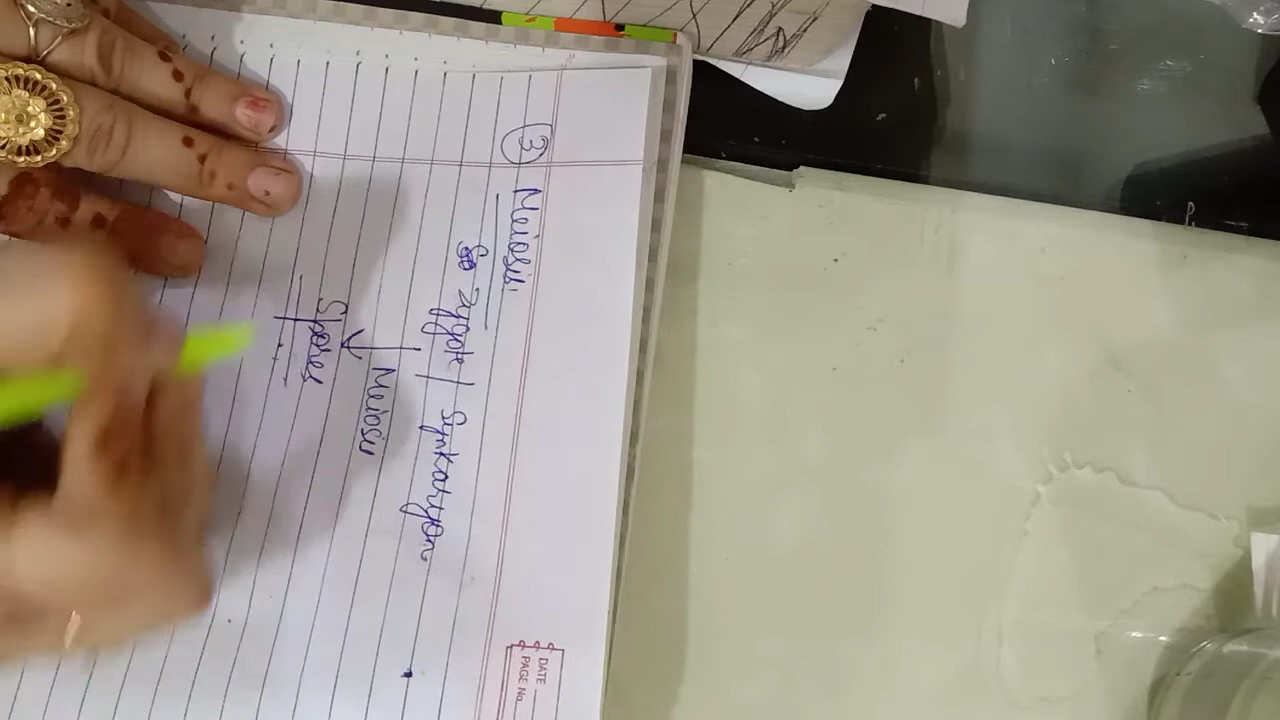 DATE
PAGE No.
③ Meiosis
Zygote / Synkaryon
Meiosis
Spores